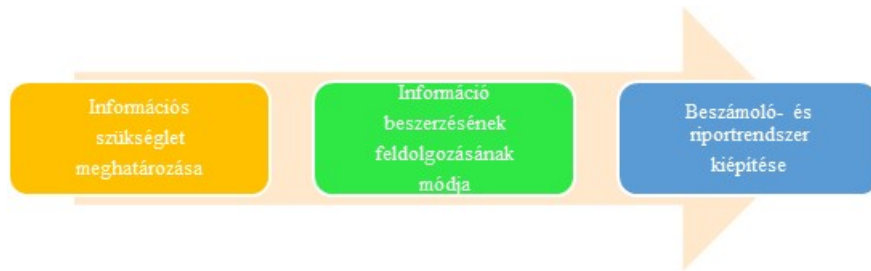 Információs
szükséglet
meghatározása
Információ
beszerzésének
feldolgozásának
módja
Beszámoló- és
riportrendszer
kiépítése